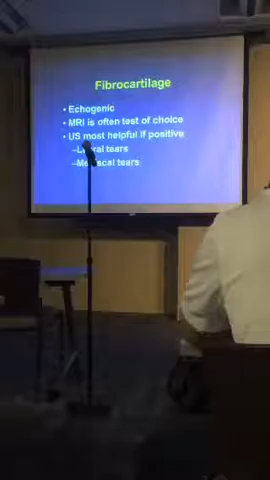 Fibrocartilage
• Echogenic
• MRI is often test of choice
• US most helpful if positive
– tears
– tears